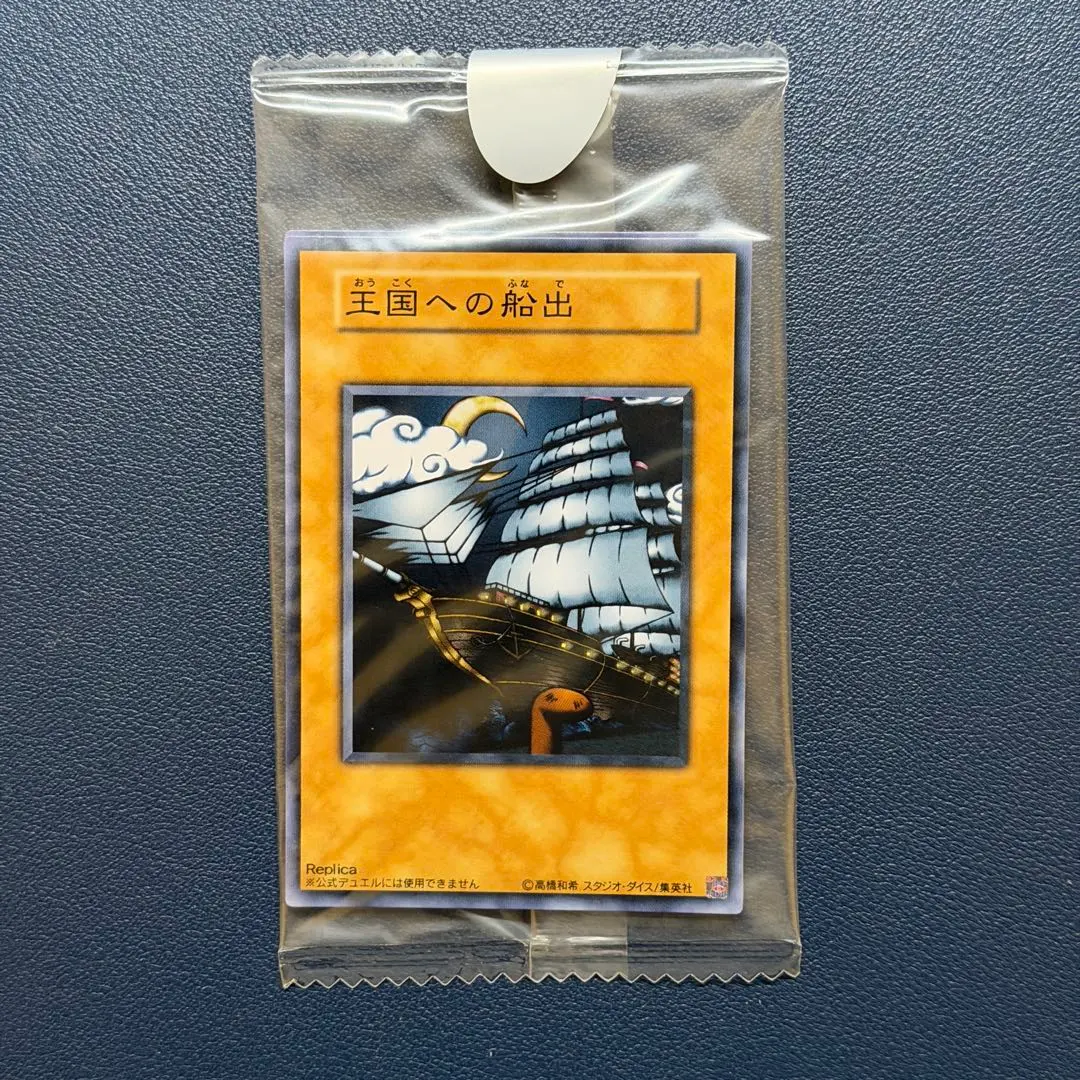 おう こく ふな で
王国への船出
Replica
※公式デュエルには使用できません ©高橋和希 スタジオ・ダイス/集英社